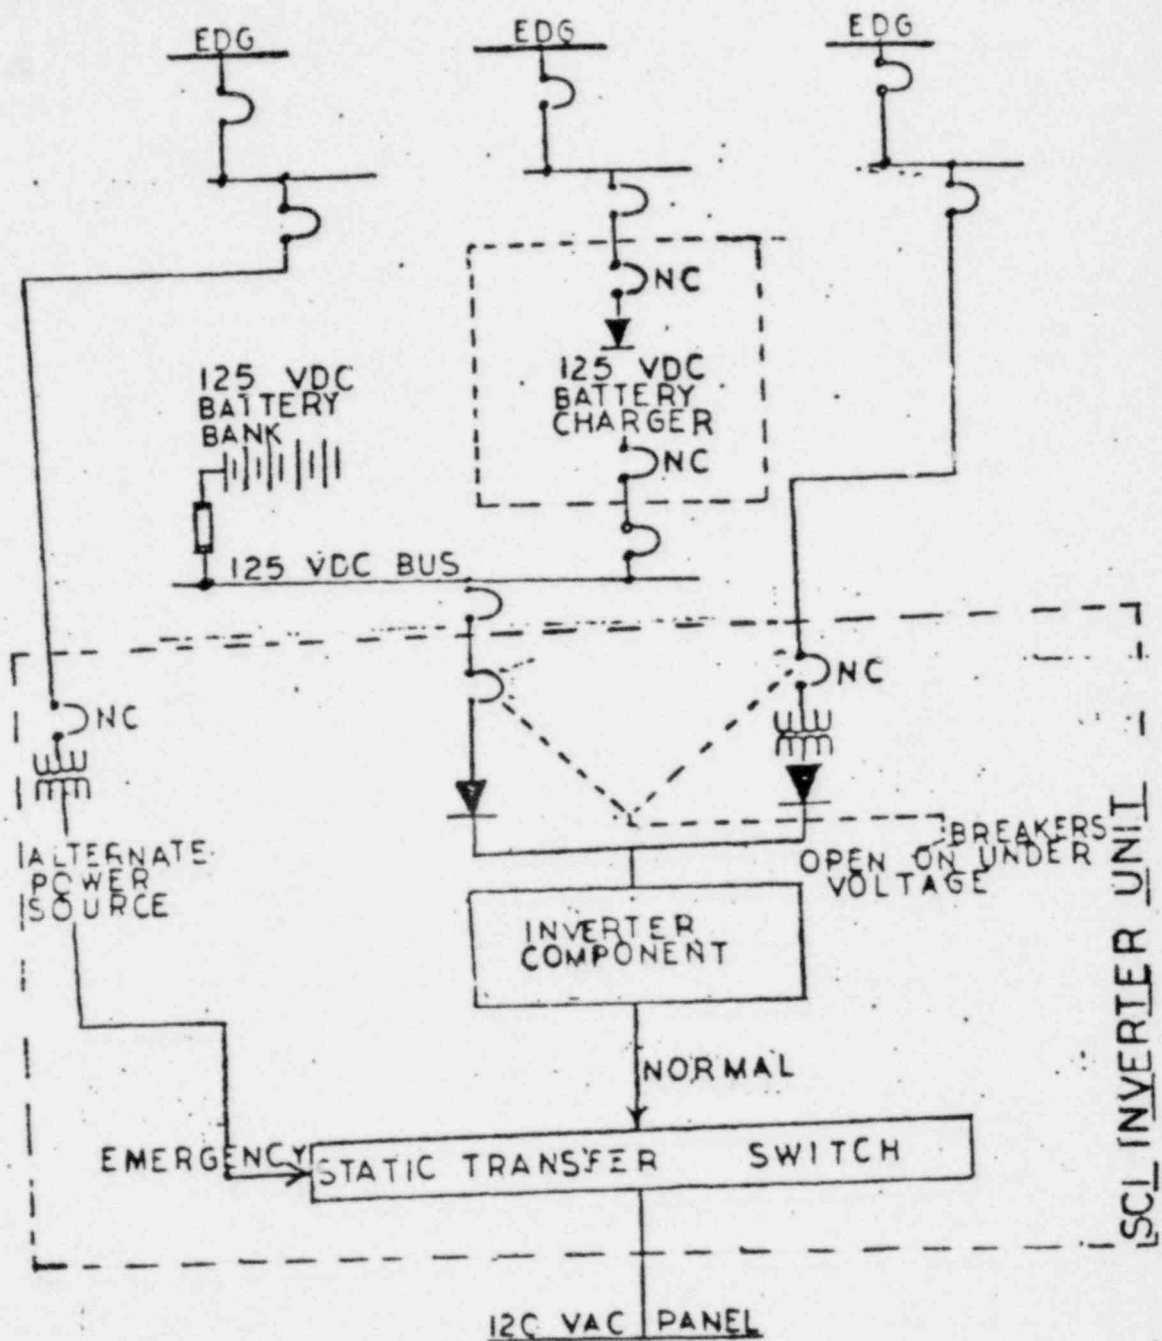 EDG
EDG
EDG
NC
125 VDC
BATTERY
BANK
125 VDC
BATTERY
CHARGER
NC
125 VDC BUS
NC
NC
ALTERNATE
POWER
SOURCE
BREAKERS
OPEN ON UNDER
VOLTAGE
INVERTER
COMPONENT
NORMAL
EMERGENCY
STATIC TRANSFER SWITCH
SCI INVERTER UNIT
120 VAC PANEL